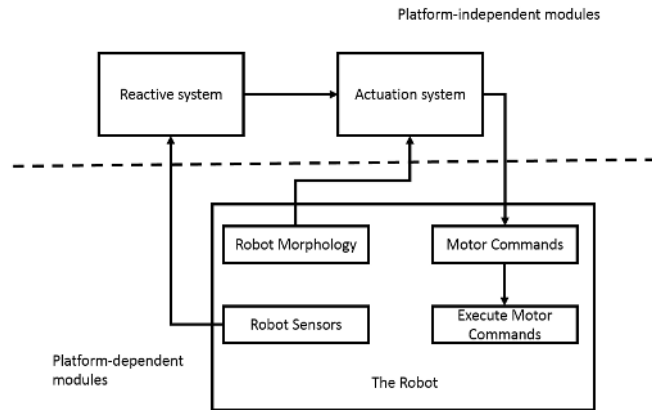 Platform-independent modules
Reactive system
Actuation system
Robot Morphology
Motor Commands
Robot Sensors
Execute Motor
Commands
Platform-dependent
modules
The Robot